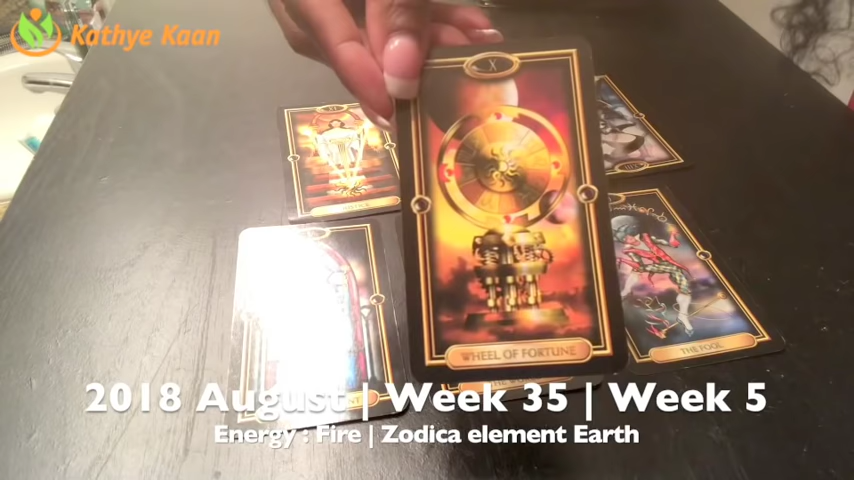 Kathye Kaan
X
WHEEL OF FORTUNE
THE FOOL
2018 August | Week 35 | Week 5
Energy : Fire | Zodica element Earth